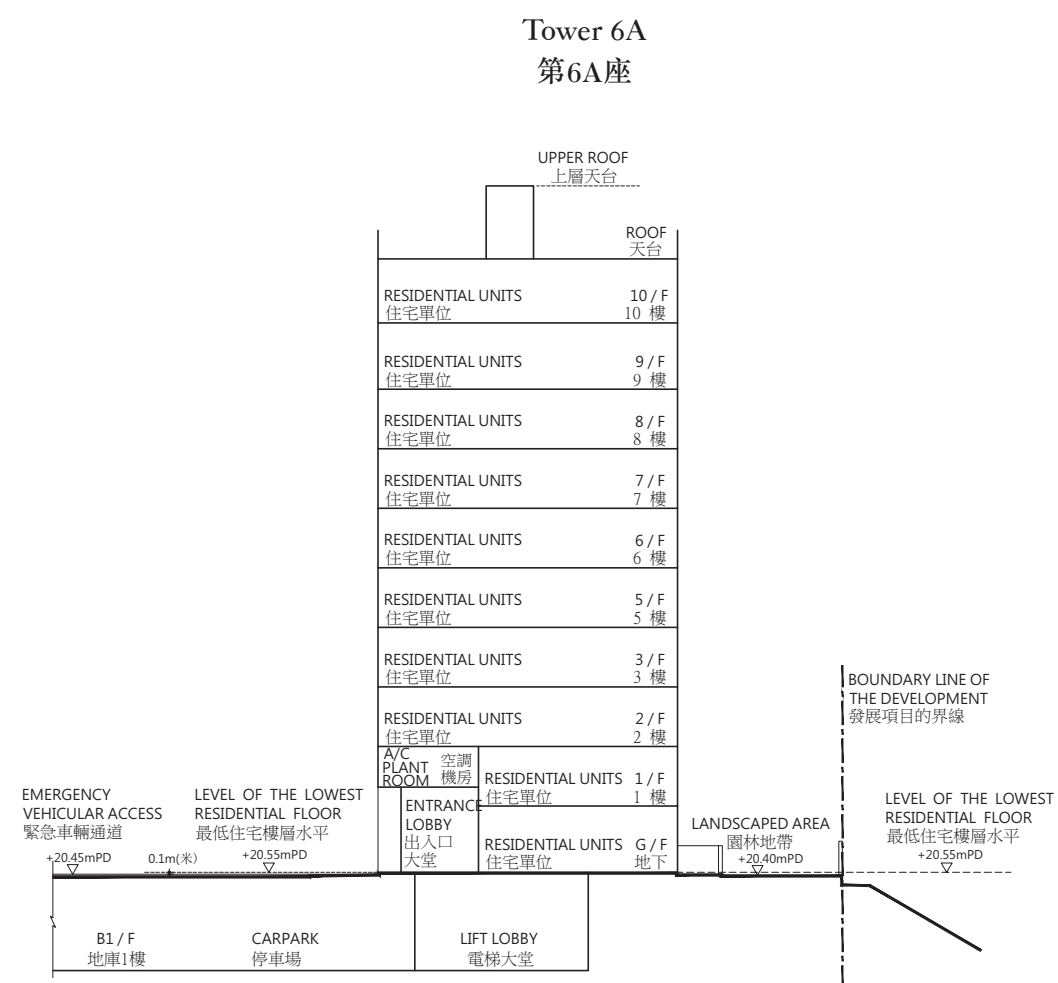 Tower 6A
第6A座
UPPER ROOF
上層天台
ROOF
天台
RESIDENTIAL UNITS 10 / F
住宅單位 10 樓
RESIDENTIAL UNITS 9 / F
住宅單位 9 樓
RESIDENTIAL UNITS 8 / F
住宅單位 8 樓
RESIDENTIAL UNITS 7 / F
住宅單位 7 樓
RESIDENTIAL UNITS 6 / F
住宅單位 6 樓
RESIDENTIAL UNITS 5 / F
住宅單位 5 樓
RESIDENTIAL UNITS 3 / F
住宅單位 3 樓
RESIDENTIAL UNITS 2 / F
住宅單位 2 樓
A/C
PLANT
ROOM
空調
機房
RESIDENTIAL UNITS 1 / F
住宅單位 1 樓
ENTRANCE
LOBBY
出入口
大堂
RESIDENTIAL UNITS G / F
住宅單位 地下
EMERGENCY
VEHICULAR ACCESS
緊急車輛通道
+20.45mPD
0.1m(米)
LEVEL OF THE LOWEST
RESIDENTIAL FLOOR
最低住宅樓層水平
+20.55mPD
LANDSCAPED AREA
園林地帶
+20.40mPD
BOUNDARY LINE OF
THE DEVELOPMENT
發展項目的界線
LEVEL OF THE LOWEST
RESIDENTIAL FLOOR
最低住宅樓層水平
+20.55mPD
B1 / F
地庫1樓
CARPARK
停車場
LIFT LOBBY
電梯大堂